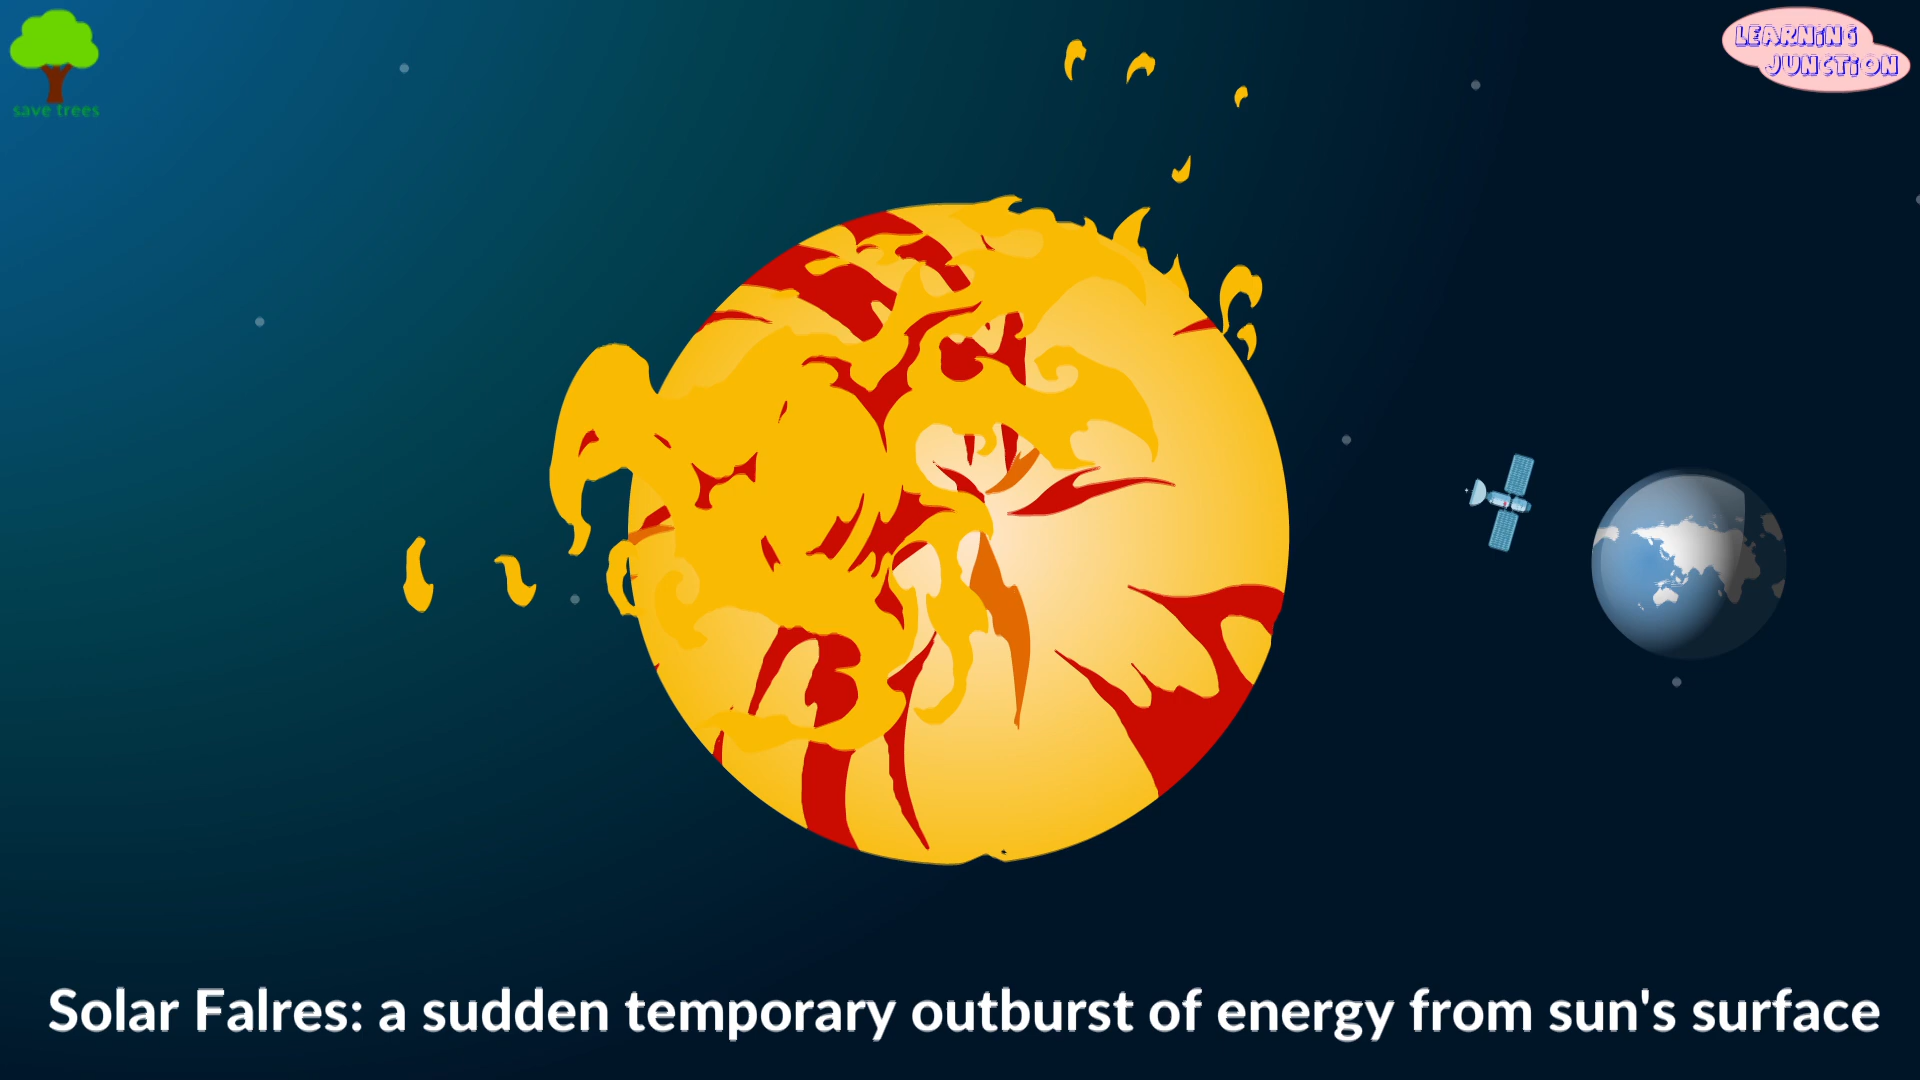 save trees
LEARNING
JUNCTION
Solar Falres: a sudden temporary outburst of energy from sun's surface